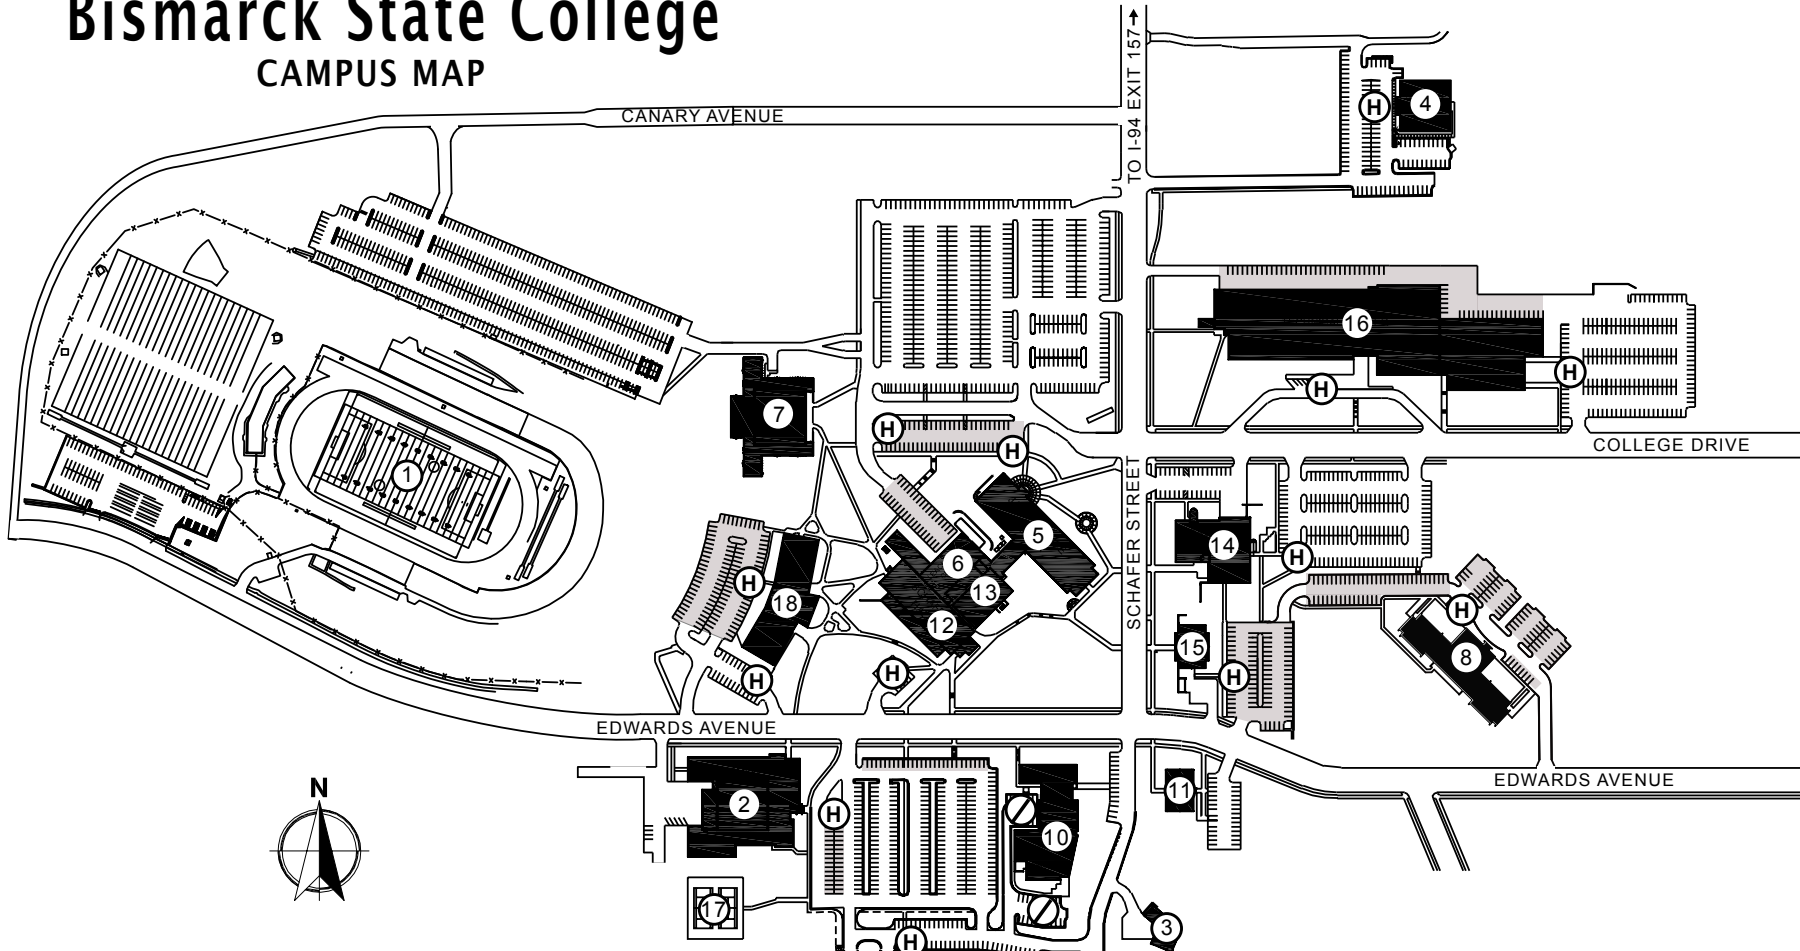 Bismarck State College
CAMPUS MAP
TO I-94 EXIT 157
CANARY AVENUE
H
4
16
H
H
7
H
H
COLLEGE DRIVE
1
SCHAFER STREET
5
14
H
6
13
H
18
12
H
15
8
H
H
H
EDWARDS AVENUE
EDWARDS AVENUE
N
2
H
11
10
17
3
H